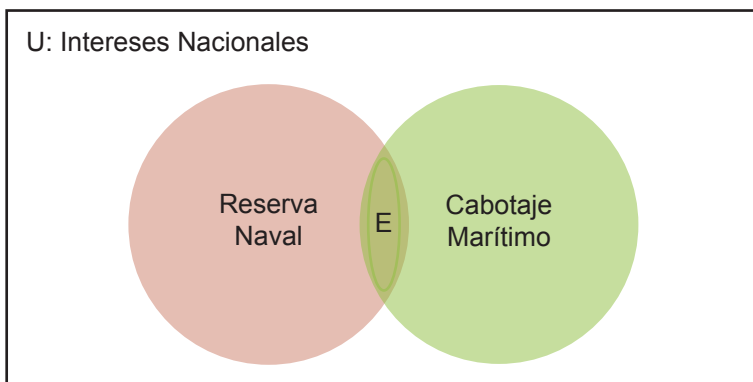 U: Intereses Nacionales
Reserva
Naval
E
Cabotaje
Marítimo